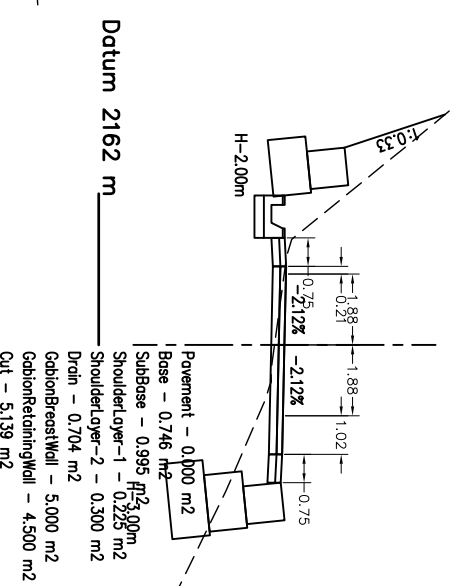 Datum 2162 m
1:0.33
H-2.00m
0.75
0.21
1.88
1.88
1.02
0.75
-2.12%
-2.12%
H-3.00m
Pavement - 0.000 m2
Base - 0.746 m2
SubBase - 0.995 m2
ShoulderLayer-1 - 0.225 m2
ShoulderLayer-2 - 0.300 m2
Drain - 0.704 m2
GabionBreastWall - 5.000 m2
GabionRetainingWall - 4.500 m2
Cut - 5.139 m2